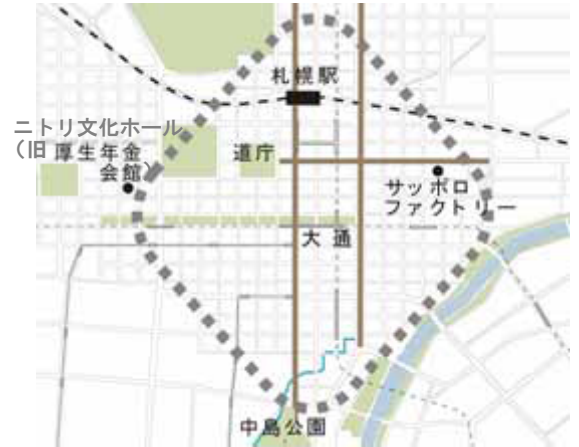 札幌駅
ニトリ文化ホール
（旧厚生年金
会館）
道庁
サッポロ
ファクトリー
大通
中島公園